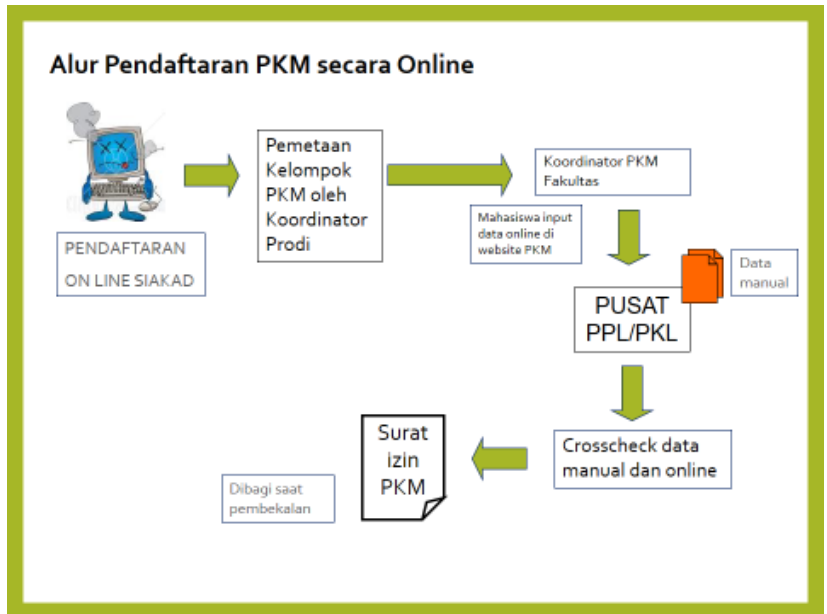 Alur Pendaftaran PKM secara Online
PENDAFTARAN
ON LINE SIAKAD
Pemetaan
Kelompok
PKM oleh
Koordinator
Prodi
Koordinator PKM
Fakultas
Mahasiswa input
data online di
website PKM
Data
manual
PUSAT
PPL/PKL
Crosscheck data
manual dan online
Surat
izin
PKM
Dibagi saat
pembekalan